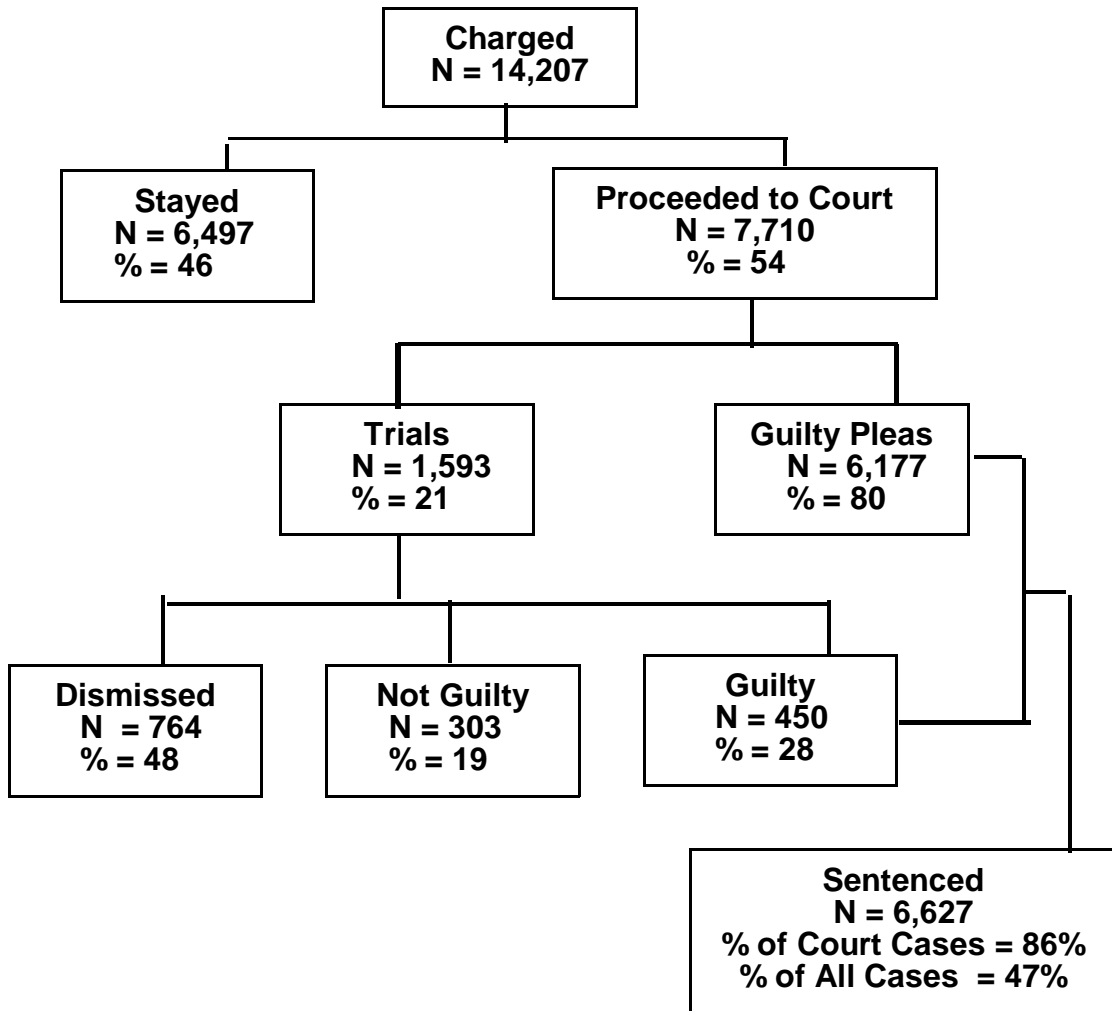 Charged
N = 14,207
Stayed
N = 6,497
% = 46
Proceeded to Court
N = 7,710
% = 54
Trials
N = 1,593
% = 21
Guilty Pleas
N = 6,177
% = 80
Dismissed
N = 764
% = 48
Not Guilty
N = 303
% = 19
Guilty
N = 450
% = 28
Sentenced
N = 6,627
% of Court Cases = 86%
% of All Cases = 47%